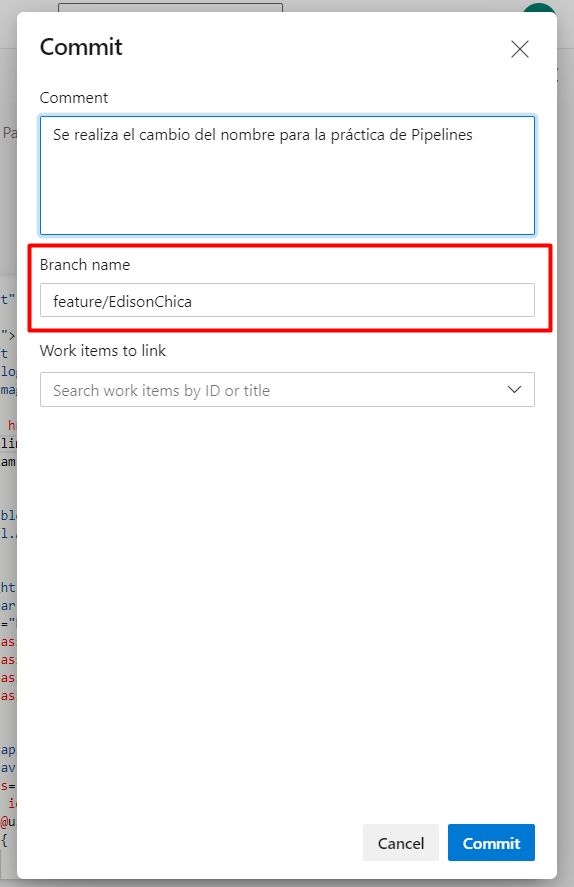 Commit
Comment
Se realiza el cambio del nombre para la práctica de Pipelines
Branch name
feature/EdisonChica
Work items to link
Search work items by ID or title
Cancel
Commit